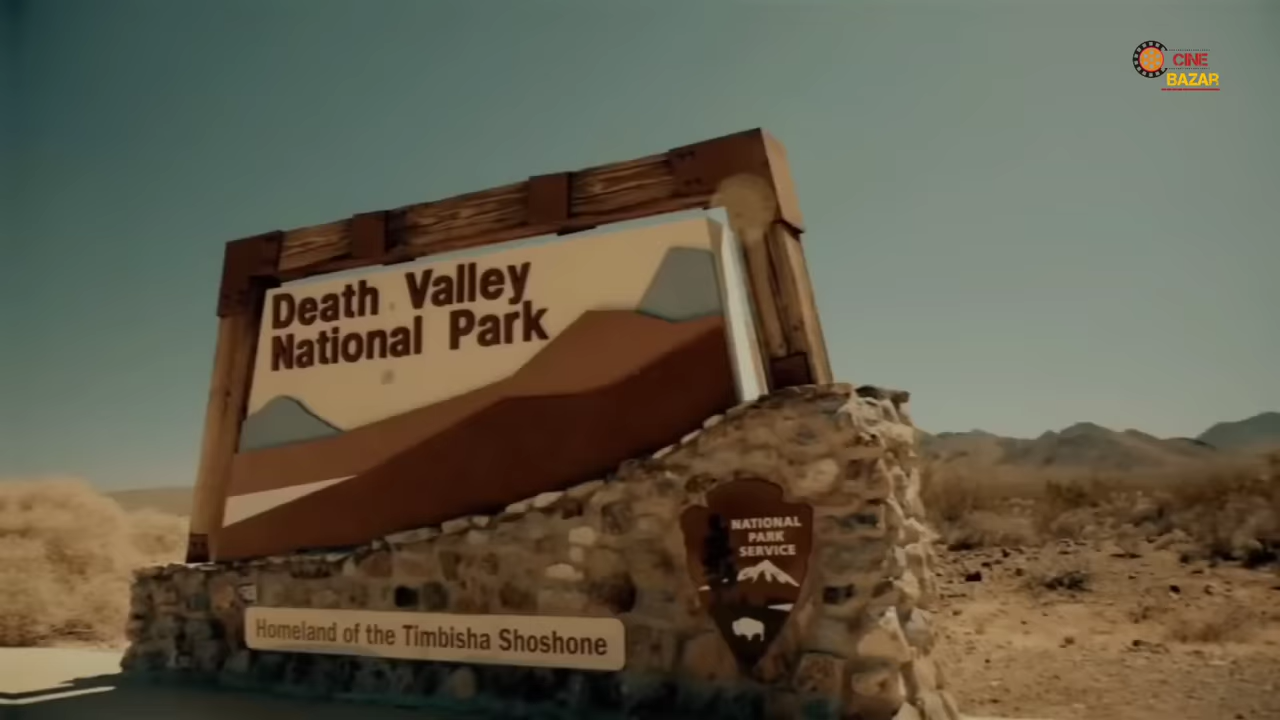 CINE
BAZAR
Death Valley
National Park
NATIONAL
PARK
SERVICE
Homeland of the Timbisha Shoshone